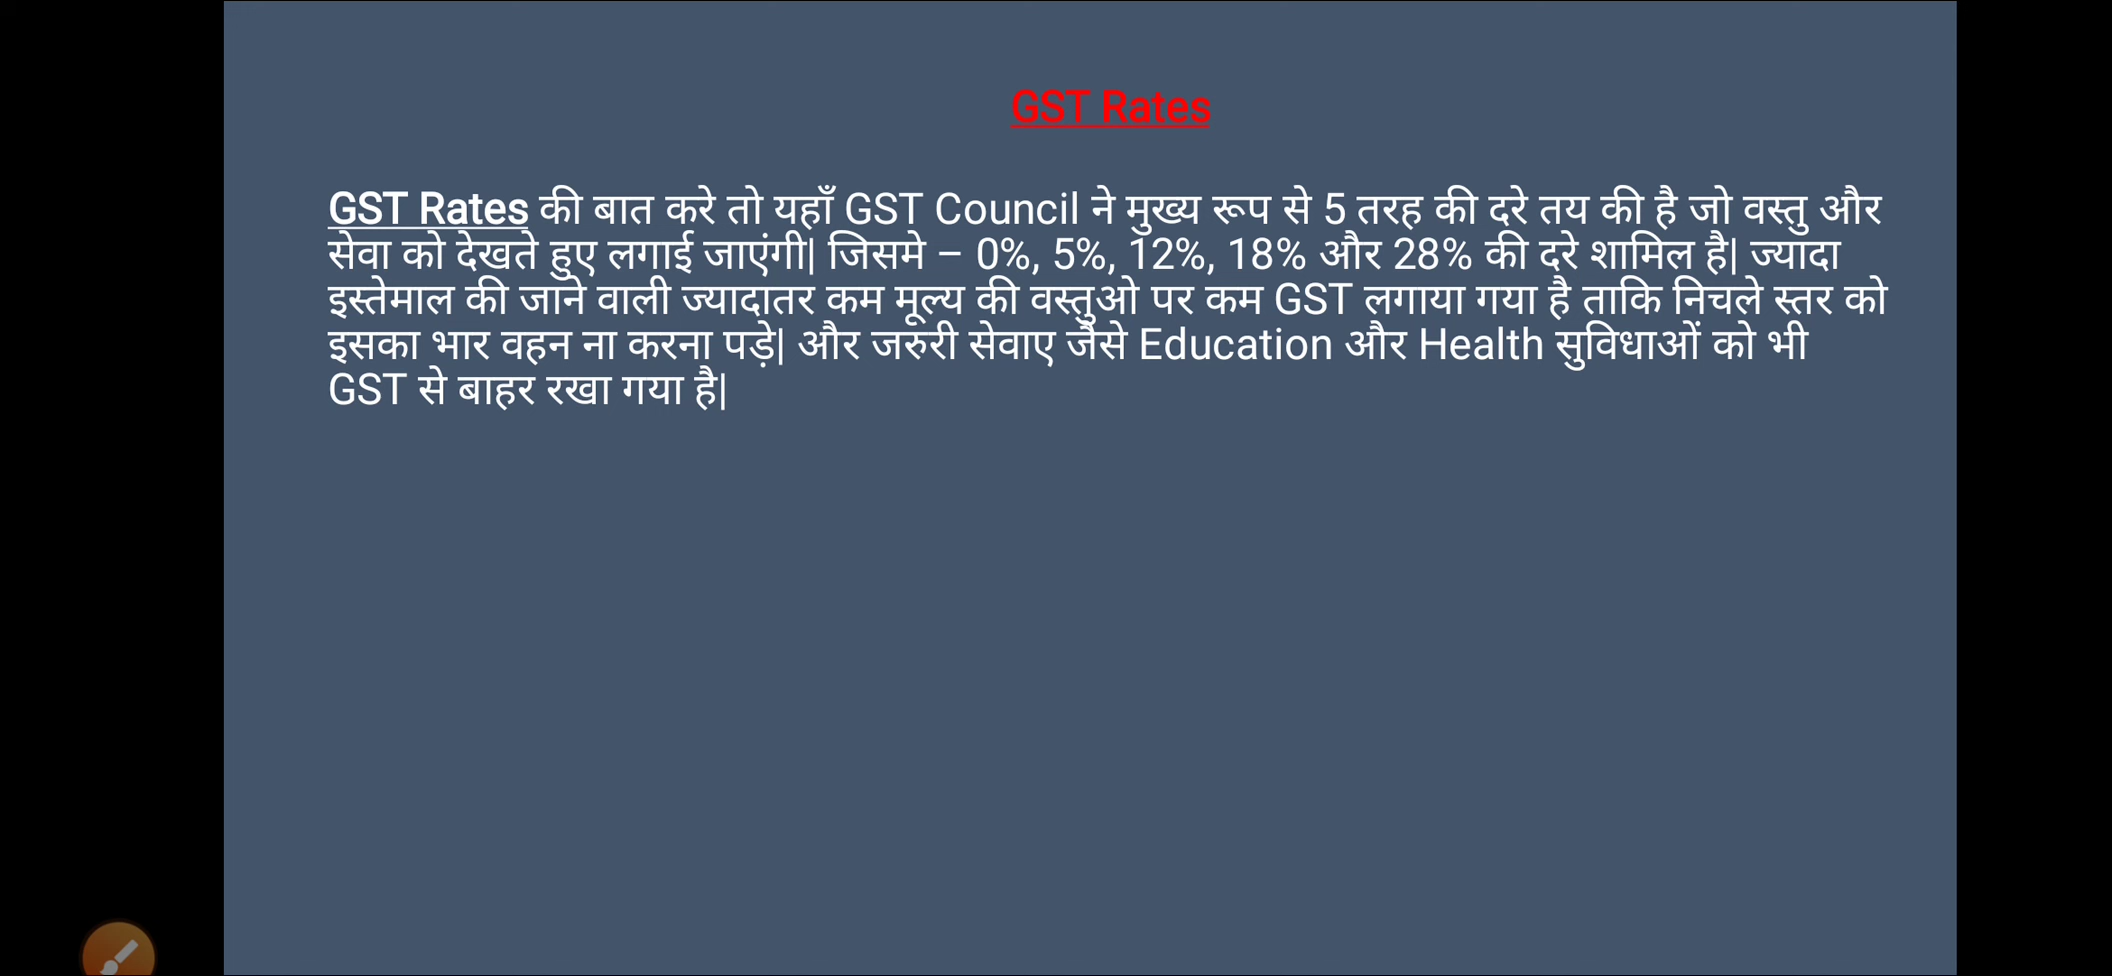 GST Rates
GST Rates की बात करे तो यहाँ GST Council ने मुख्य रूप से 5 तरह की दरे तय की है जो वस्तु और
सेवा को देखते हुए लगाई जाएंगी| जिसमे – 0%, 5%, 12%, 18% और 28% की दरे शामिल है| ज्यादा
इस्तेमाल की जाने वाली ज्यादातर कम मूल्य की वस्तुओ पर कम GST लगाया गया है ताकि निचले स्तर को
इसका भार वहन ना करना पड़े| और जरुरी सेवाए जैसे Education और Health सुविधाओं को भी
GST से बाहर रखा गया है|